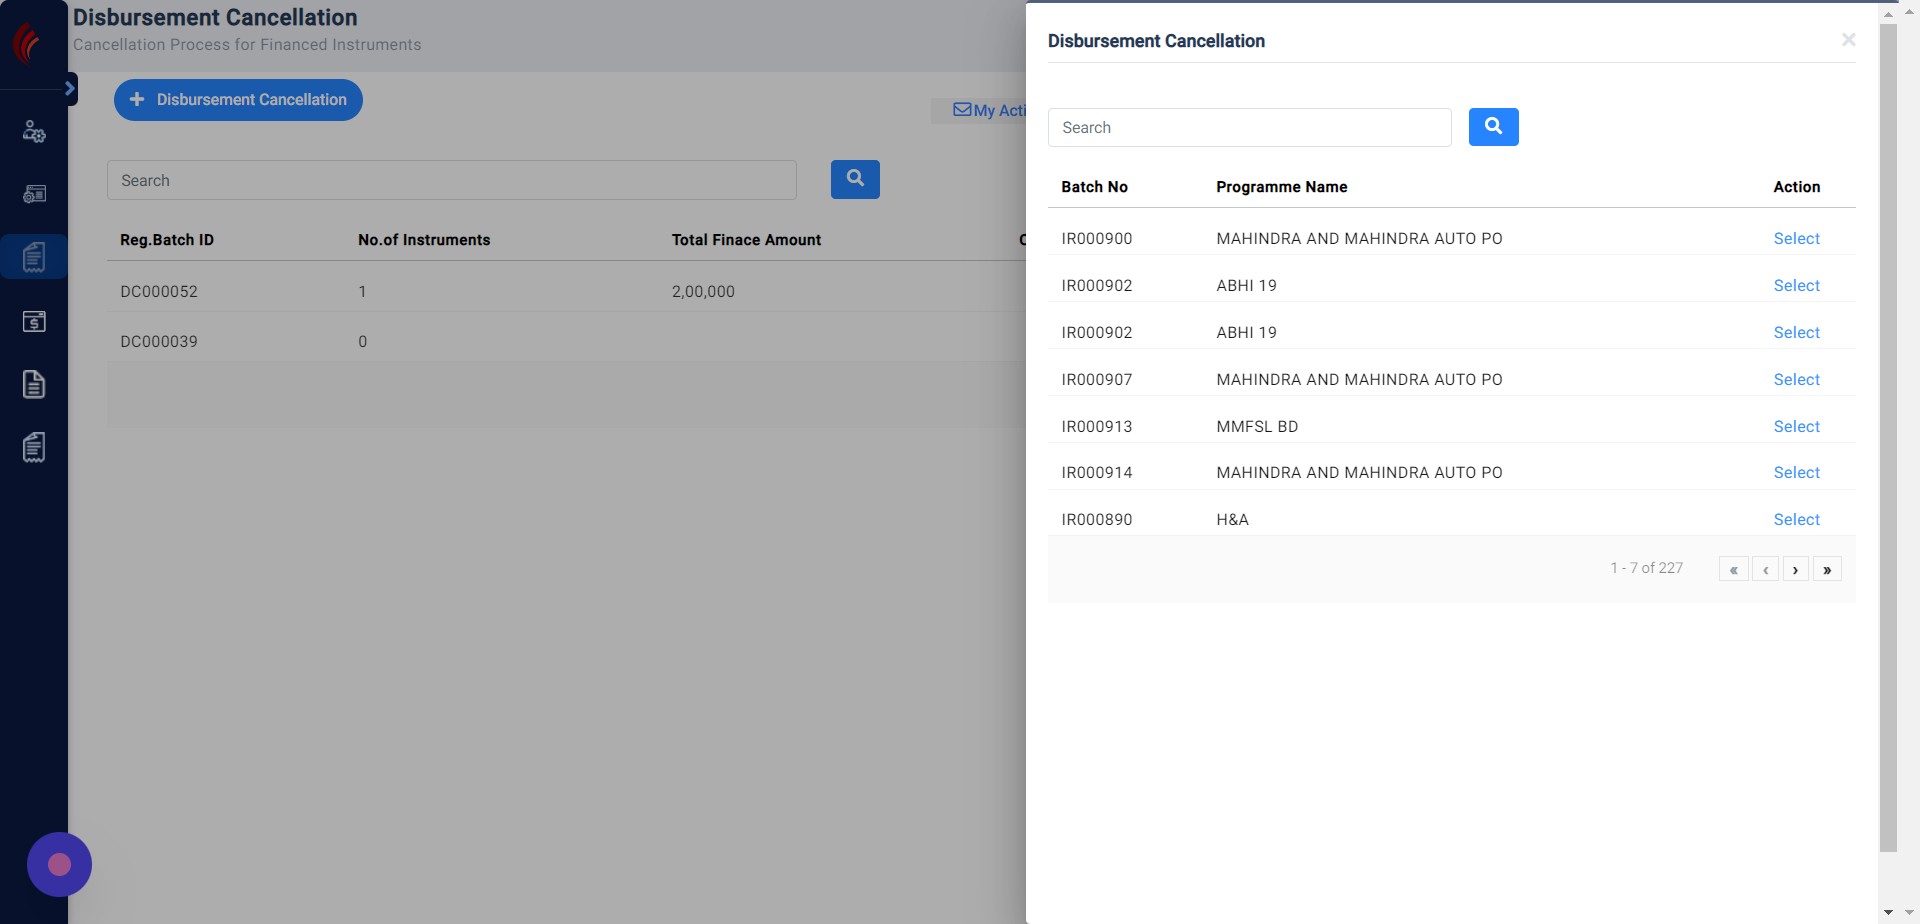 Disbursement Cancellation
Cancellation Process for Financed Instruments
Disbursement Cancellation
My Acti
Search
Reg.Batch ID No.of Instruments Total Finace Amount C
DC000052 1 2,00,000
DC000039 0
Disbursement Cancellation
Search
Batch No Programme Name Action
IR000900 MAHINDRA AND MAHINDRA AUTO PO Select
IR000902 ABHI 19 Select
IR000902 ABHI 19 Select
IR000907 MAHINDRA AND MAHINDRA AUTO PO Select
IR000913 MMFSL BD Select
IR000914 MAHINDRA AND MAHINDRA AUTO PO Select
IR000890 H&A Select
1 - 7 of 227 « ‹ › »